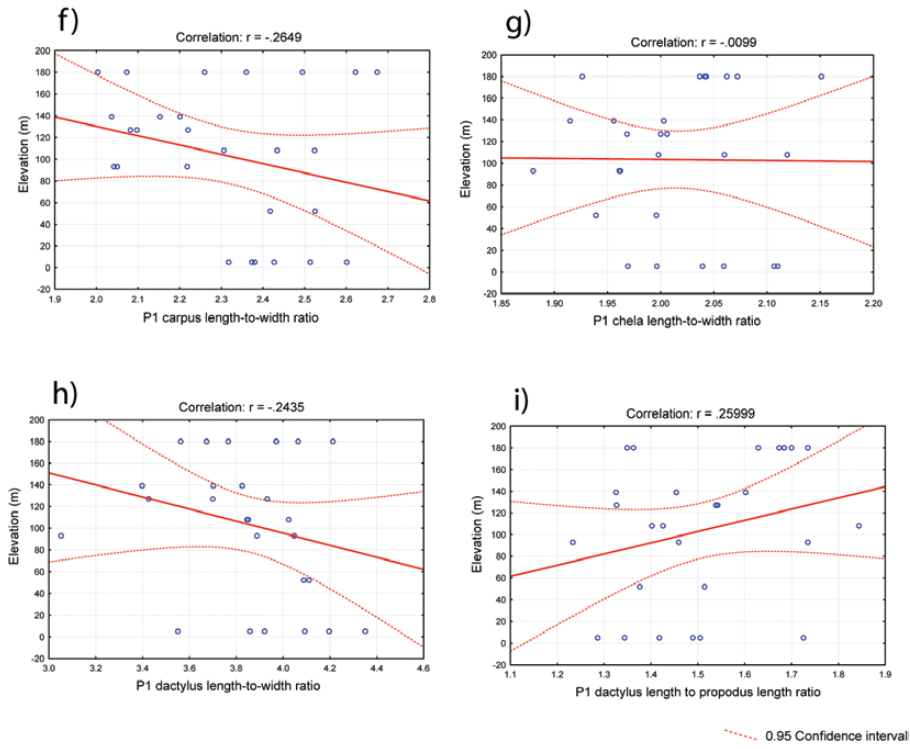 f)
Correlation: r = -.2649
200
180
160
140
120
100
80
60
40
20
0
-20
Elevation (m)
1.9 2.0 2.1 2.2 2.3 2.4 2.5 2.6 2.7 2.8
P1 carpus length-to-width ratio
g)
Correlation: r = -.0099
200
180
160
140
120
100
80
60
40
20
0
-20
Elevation (m)
1.85 1.90 1.95 2.00 2.05 2.10 2.15 2.20
P1 chela length-to-width ratio
h)
Correlation: r = -.2435
200
180
160
140
120
100
80
60
40
20
0
-20
Elevation (m)
3.0 3.2 3.4 3.6 3.8 4.0 4.2 4.4 4.6
P1 dactylus length-to-width ratio
i)
Correlation: r = .25999
200
180
160
140
120
100
80
60
40
20
0
-20
Elevation (m)
1.1 1.2 1.3 1.4 1.5 1.6 1.7 1.8 1.9
P1 dactylus length to propodus length ratio
0.95 Confidence intervall